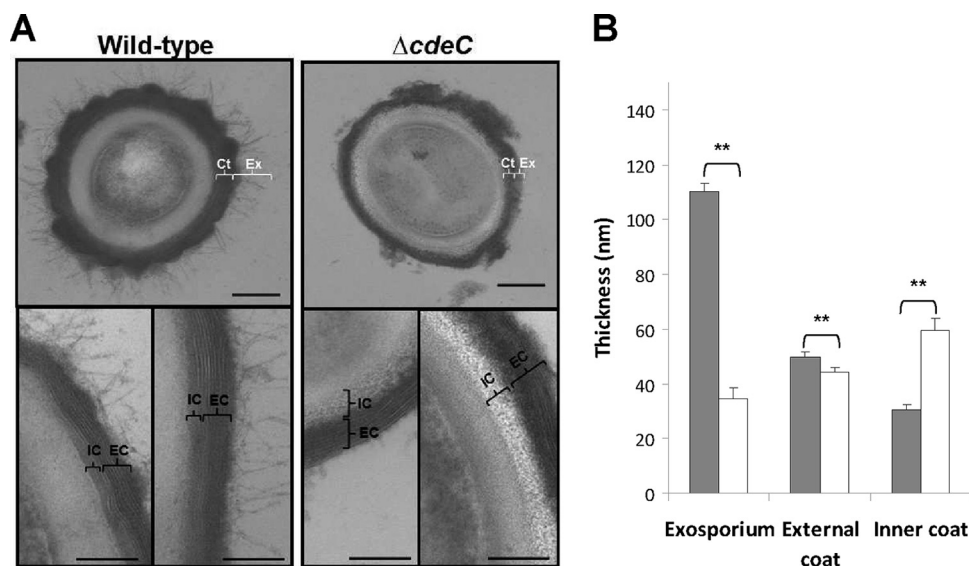 A
Wild-type
ΔcdeC
Ct Ex
Ct Ex
IC EC
IC EC
IC
EC
IC EC
B
Thickness (nm)
140
120
100
80
60
40
20
0
**
**
**
Exosporium External coat Inner coat